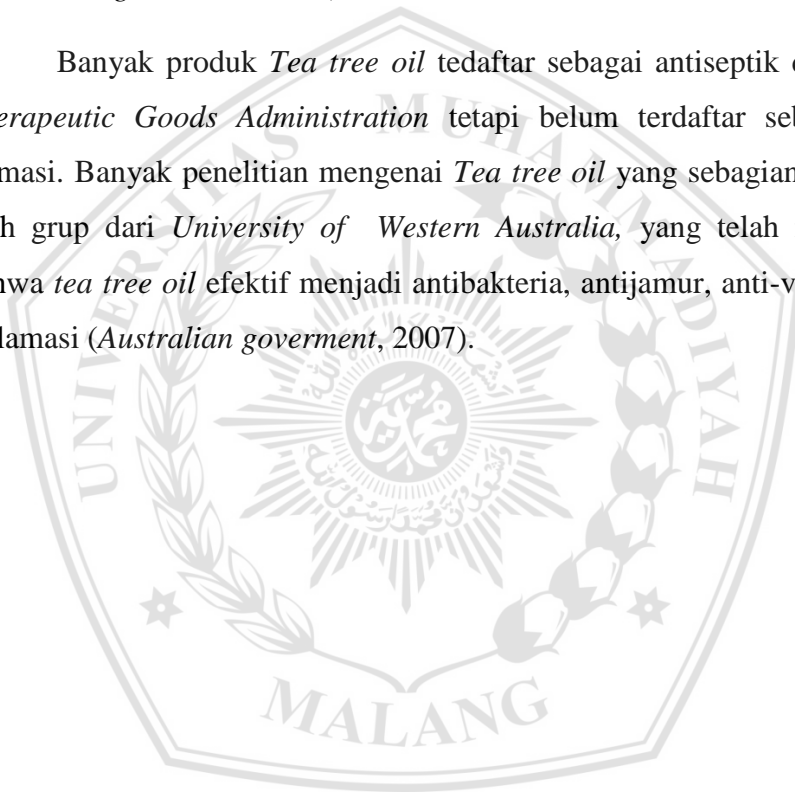 Banyak produk Tea tree oil tedaftar sebagai antiseptik
erapeutic Goods Administration tetapi belum terdaftar seb
masi. Banyak penelitian mengenai Tea tree oil yang sebagian
h grup dari University of Western Australia, yang telah
wa tea tree oil efektif menjadi antibakteria, antijamur, anti-v
lamasi (Australian goverment, 2007).
UNIVERSITAS MUHAMMADIYAH
MALANG